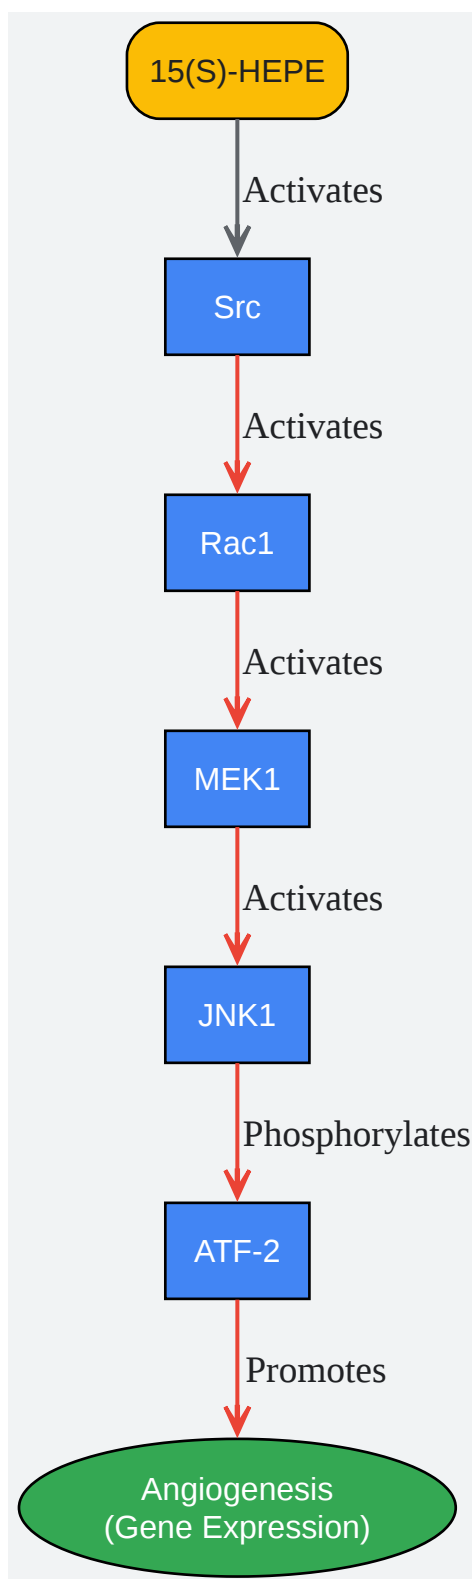 15(S)-HEPE
Activates
Src
Activates
Rac1
Activates
MEK1
Activates
JNK1
Phosphorylates
ATF-2
Promotes
Angiogenesis
(Gene Expression)